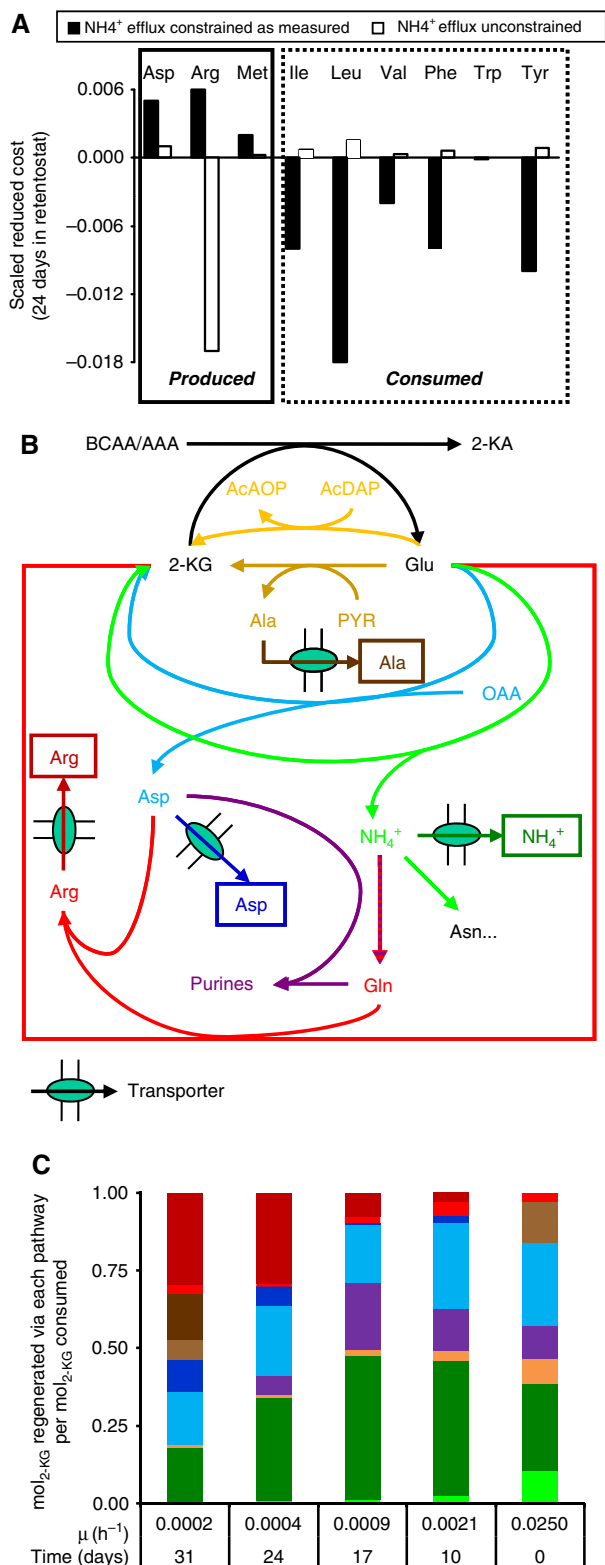 A
NH4⁺ efflux constrained as measured
NH4⁺ efflux unconstrained
Asp Arg Met Ile Leu Val Phe Trp Tyr
Scaled reduced cost
(24 days in retentostat)
0.006
0.000
−0.006
−0.012
−0.018
Produced
Consumed
B
BCAA/AAA
2-KA
AcAOP
AcDAP
2-KG
Glu
Ala
PYR
Ala
OAA
Arg
Asp
NH₄⁺
NH₄⁺
Arg
Asp
Asn...
Purines
Gln
Transporter
C
mol₂₋KG regenerated via each pathway
per mol₂₋KG consumed
1.00
0.75
0.50
0.25
0.00
μ (h⁻¹) 0.0002 0.0004 0.0009 0.0021 0.0250
Time (days) 31 24 17 10 0